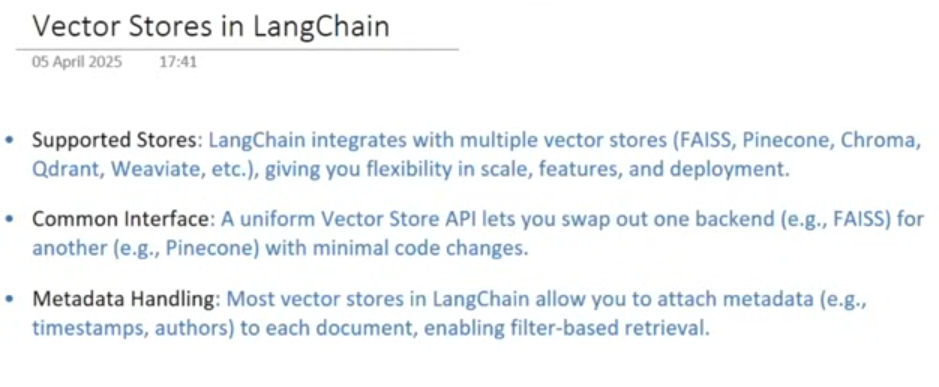 Vector Stores in LangChain
05 April 2025 17:41
• Supported Stores: LangChain integrates with multiple vector stores (FAISS, Pinecone, Chroma,
Qdrant, Weaviate, etc.), giving you flexibility in scale, features, and deployment.
• Common Interface: A uniform Vector Store API lets you swap out one backend (e.g., FAISS) for
another (e.g., Pinecone) with minimal code changes.
• Metadata Handling: Most vector stores in LangChain allow you to attach metadata (e.g.,
timestamps, authors) to each document, enabling filter-based retrieval.